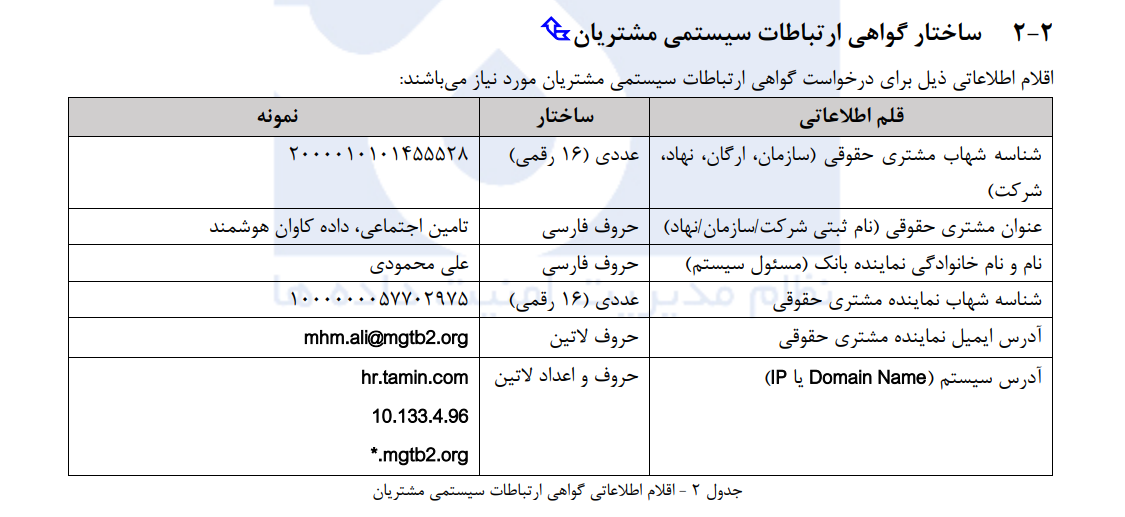 ۲-۲ ساختار گواهی ارتباطات سیستمی مشتریان
اقلام اطلاعاتی ذیل برای درخواست گواهی ارتباطات سیستمی مشتریان مورد نیاز می‌باشند:
قلم اطلاعاتی ساختار نمونه
شناسه شهاب مشتری حقوقی (سازمان، ارگان، نهاد، عددی (۱۶ رقمی) ۲۰۰۰۰۱۰۱۰۱۴۵۵۵۲۸
شرکت)
عنوان مشتری حقوقی (نام ثبتی شرکت/سازمان/نهاد) حروف فارسی تامین اجتماعی، داده کاوان هوشمند
نام و نام خانوادگی نماینده بانک (مسئول سیستم) حروف فارسی علی محمودی
شناسه شهاب نماینده مشتری حقوقی عددی (۱۶ رقمی) ۱۰۰۰۰۰۰۰۵۷۷۰۲۹۷۵
آدرس ایمیل نماینده مشتری حقوقی حروف لاتین mhm.ali@mgtb2.org
آدرس سیستم (Domain Name یا IP) حروف و اعداد لاتین hr.tamin.com
10.133.4.96
*.mgtb2.org
نظام مدیریت امنیت داده ها
جدول ۲ - اقلام اطلاعاتی گواهی ارتباطات سیستمی مشتریان